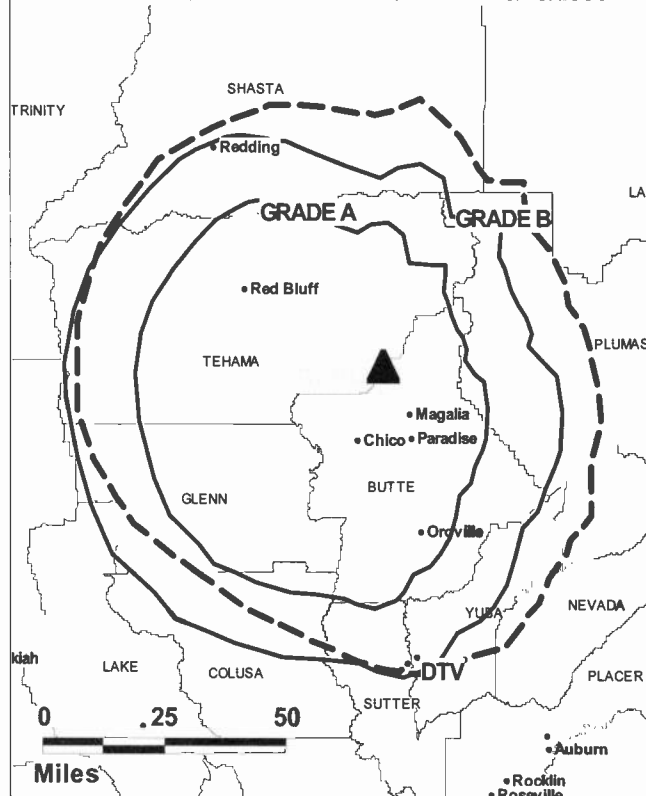 SHASTA
TRINITY
Redding
LA
GRADE A
GRADE B
Red Bluff
PLUMAS
TEHAMA
Magalia
Chico
Paradise
GLENN
BUTTE
Oroville
YUBA
NEVADA
kiah
LAKE
COLUSA
DTV
PLACER
SUTTER
0 25 50
Auburn
Miles
Rocklin
Roseville